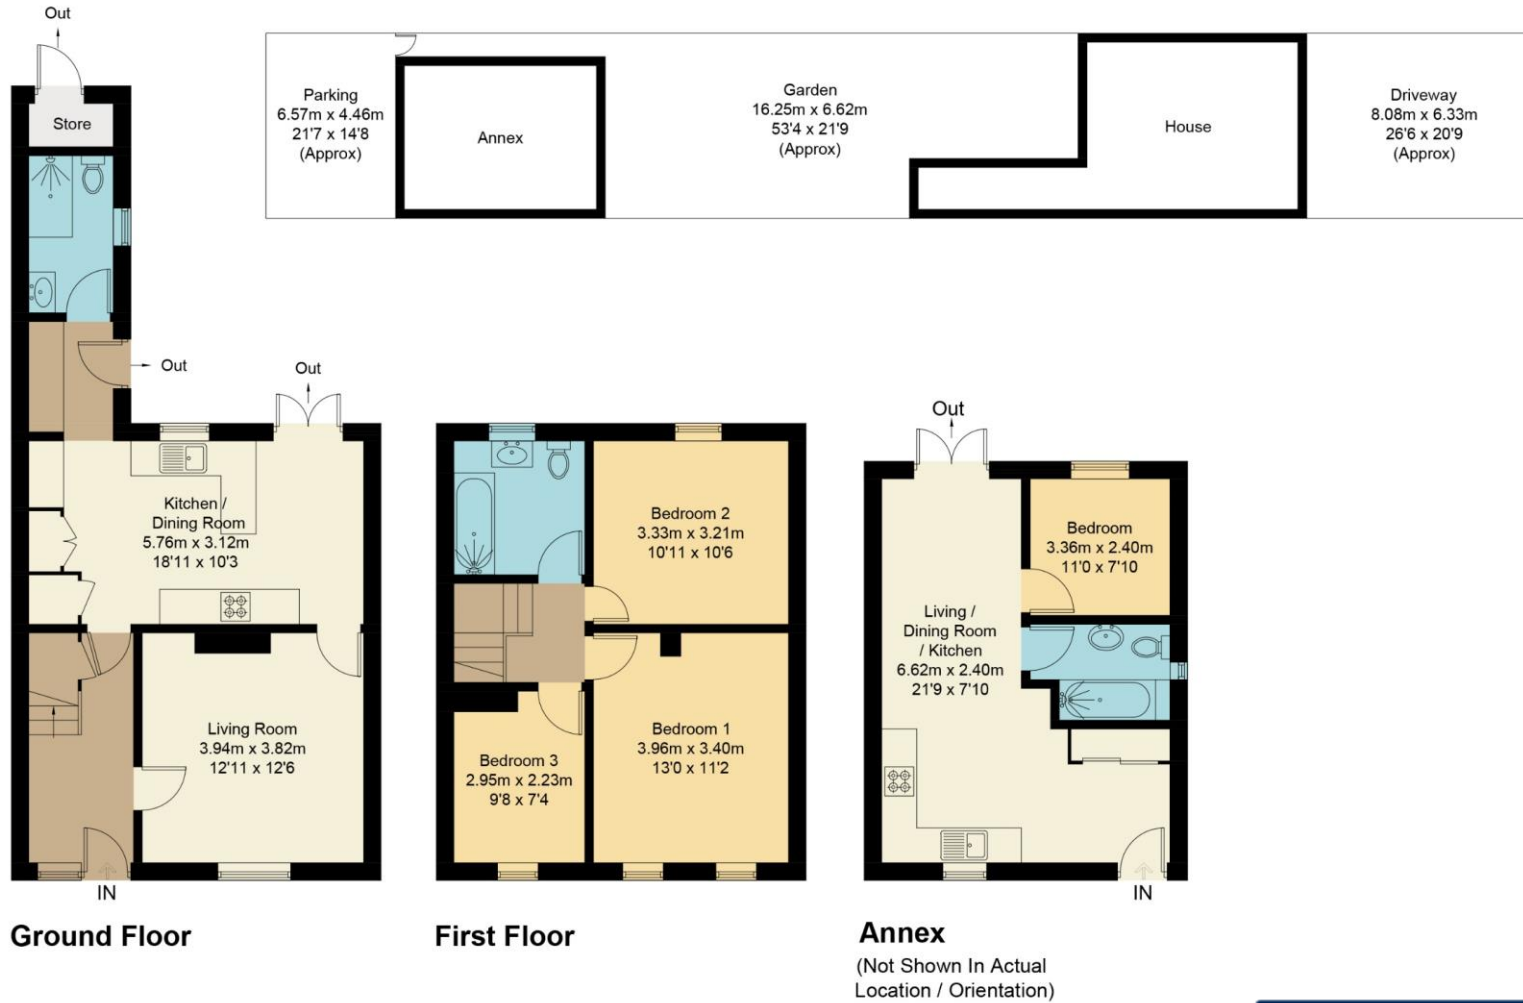 Out
Store
Out
Out
Kitchen /
Dining Room
5.76m x 3.12m
18'11 x 10'3
Living Room
3.94m x 3.82m
12'11 x 12'6
IN
Ground Floor
Parking
6.57m x 4.46m
21'7 x 14'8
(Approx)
Annex
Garden
16.25m x 6.62m
53'4 x 21'9
(Approx)
House
Driveway
8.08m x 6.33m
26'6 x 20'9
(Approx)
Bedroom 2
3.33m x 3.21m
10'11 x 10'6
Bedroom 1
3.96m x 3.40m
13'0 x 11'2
Bedroom 3
2.95m x 2.23m
9'8 x 7'4
First Floor
Out
Bedroom
3.36m x 2.40m
11'0 x 7'10
Living /
Dining Room
/ Kitchen
6.62m x 2.40m
21'9 x 7'10
IN
Annex
(Not Shown In Actual
Location / Orientation)